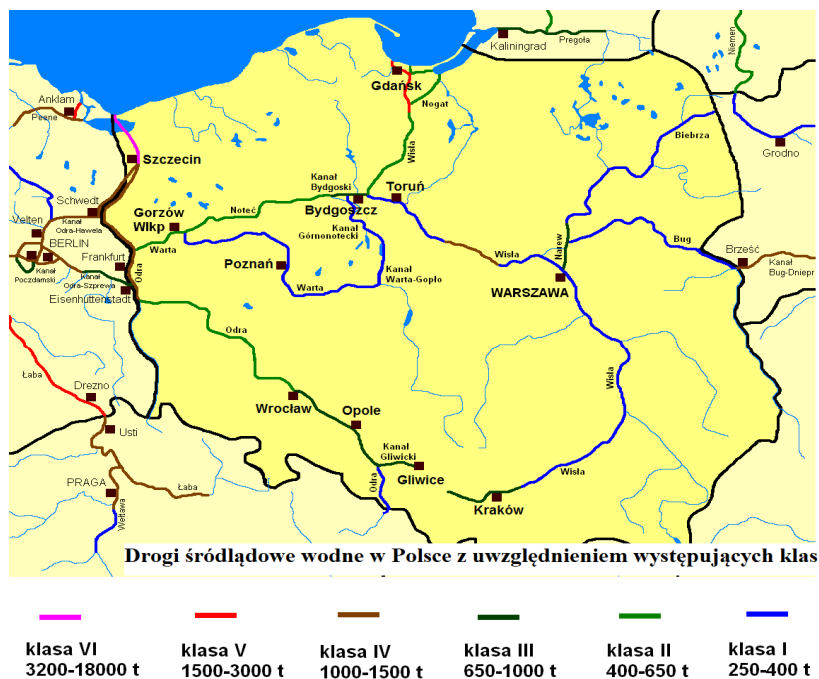 Kaliningrad
Pregoła
Niemen
Gdańsk
Nogat
Anklam
Peene
Wisła
Biebrza
Grodno
Szczecin
Kanał
Bydgoski
Toruń
Schwedt
Gorzów
Wlkp
Noteć
Bydgoszcz
Velten
Kanał
Odra-Hawela
Kanał
Górnonotecki
BERLIN
Warta
Narew
Bug
Brześć
Frankfurt
Odra
Poznań
Kanał
Warta-Gopło
Wisła
Kanał
Bug-Dniepr
Kanał
Poczdamski
Kanał
Odra-Szprewa
Eisenhüttenstadt
Warta
WARSZAWA
Odra
Łaba
Drezno
Wisła
Wrocław
Opole
Usti
Kanał
Gliwicki
Gliwice
Odra
Wisła
PRAGA
Łaba
Wełtawa
Kraków
Drogi śródlądowe wodne w Polsce z uwzględnieniem występujących klas
klasa VI
3200-18000 t
klasa V
1500-3000 t
klasa IV
1000-1500 t
klasa III
650-1000 t
klasa II
400-650 t
klasa I
250-400 t